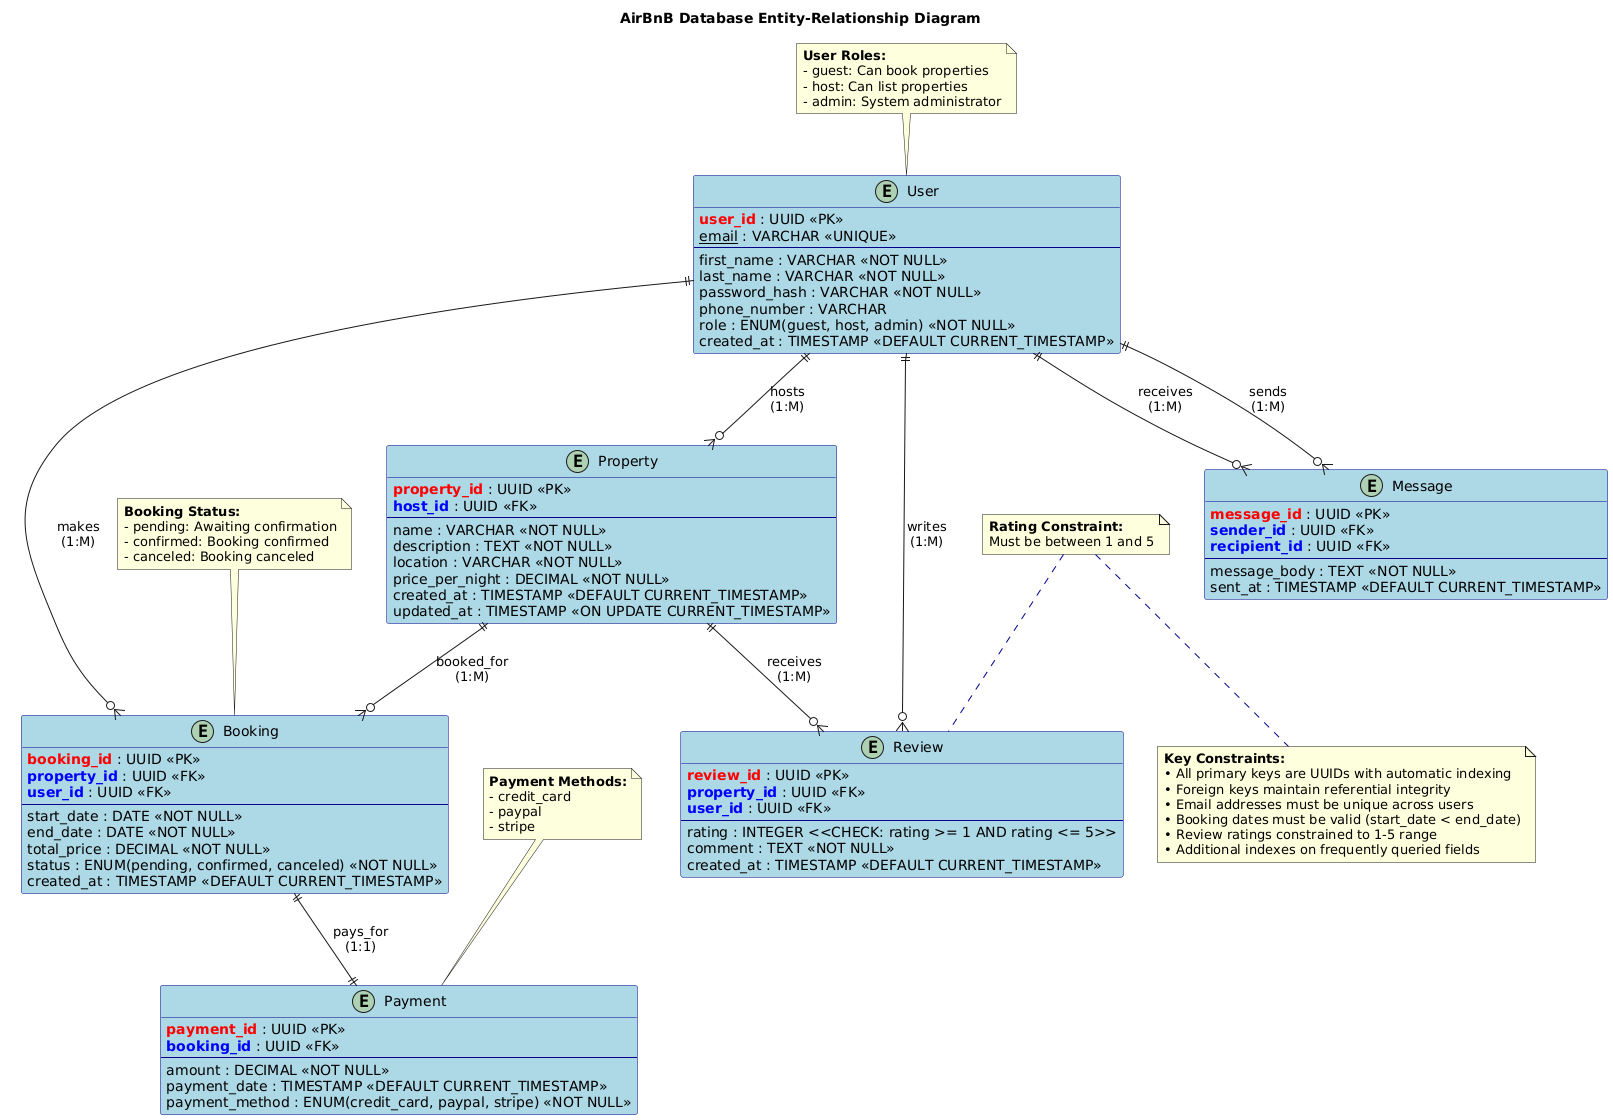 AirBnB Database Entity-Relationship Diagram
User Roles:
- guest: Can book properties
- host: Can list properties
- admin: System administrator
E User
user_id : UUID «PK»
email : VARCHAR «UNIQUE»
first_name : VARCHAR «NOT NULL»
last_name : VARCHAR «NOT NULL»
password_hash : VARCHAR «NOT NULL»
phone_number : VARCHAR
role : ENUM(guest, host, admin) «NOT NULL»
created_at : TIMESTAMP «DEFAULT CURRENT_TIMESTAMP»
hosts
(1:M)
receives
(1:M)
sends
(1:M)
makes
(1:M)
writes
(1:M)
Booking Status:
- pending: Awaiting confirmation
- confirmed: Booking confirmed
- canceled: Booking canceled
E Property
property_id : UUID «PK»
host_id : UUID «FK»
name : VARCHAR «NOT NULL»
description : TEXT «NOT NULL»
location : VARCHAR «NOT NULL»
price_per_night : DECIMAL «NOT NULL»
created_at : TIMESTAMP «DEFAULT CURRENT_TIMESTAMP»
updated_at : TIMESTAMP «ON UPDATE CURRENT_TIMESTAMP»
Rating Constraint:
Must be between 1 and 5
E Message
message_id : UUID «PK»
sender_id : UUID «FK»
recipient_id : UUID «FK»
message_body : TEXT «NOT NULL»
sent_at : TIMESTAMP «DEFAULT CURRENT_TIMESTAMP»
booked_for
(1:M)
receives
(1:M)
E Booking
booking_id : UUID «PK»
property_id : UUID «FK»
user_id : UUID «FK»
start_date : DATE «NOT NULL»
end_date : DATE «NOT NULL»
total_price : DECIMAL «NOT NULL»
status : ENUM(pending, confirmed, canceled) «NOT NULL»
created_at : TIMESTAMP «DEFAULT CURRENT_TIMESTAMP»
Payment Methods:
- credit_card
- paypal
- stripe
E Review
review_id : UUID «PK»
property_id : UUID «FK»
user_id : UUID «FK»
rating : INTEGER <<CHECK: rating >= 1 AND rating <= 5>>
comment : TEXT «NOT NULL»
created_at : TIMESTAMP «DEFAULT CURRENT_TIMESTAMP»
Key Constraints:
• All primary keys are UUIDs with automatic indexing
• Foreign keys maintain referential integrity
• Email addresses must be unique across users
• Booking dates must be valid (start_date < end_date)
• Review ratings constrained to 1-5 range
• Additional indexes on frequently queried fields
pays_for
(1:1)
E Payment
payment_id : UUID «PK»
booking_id : UUID «FK»
amount : DECIMAL «NOT NULL»
payment_date : TIMESTAMP «DEFAULT CURRENT_TIMESTAMP»
payment_method : ENUM(credit_card, paypal, stripe) «NOT NULL»